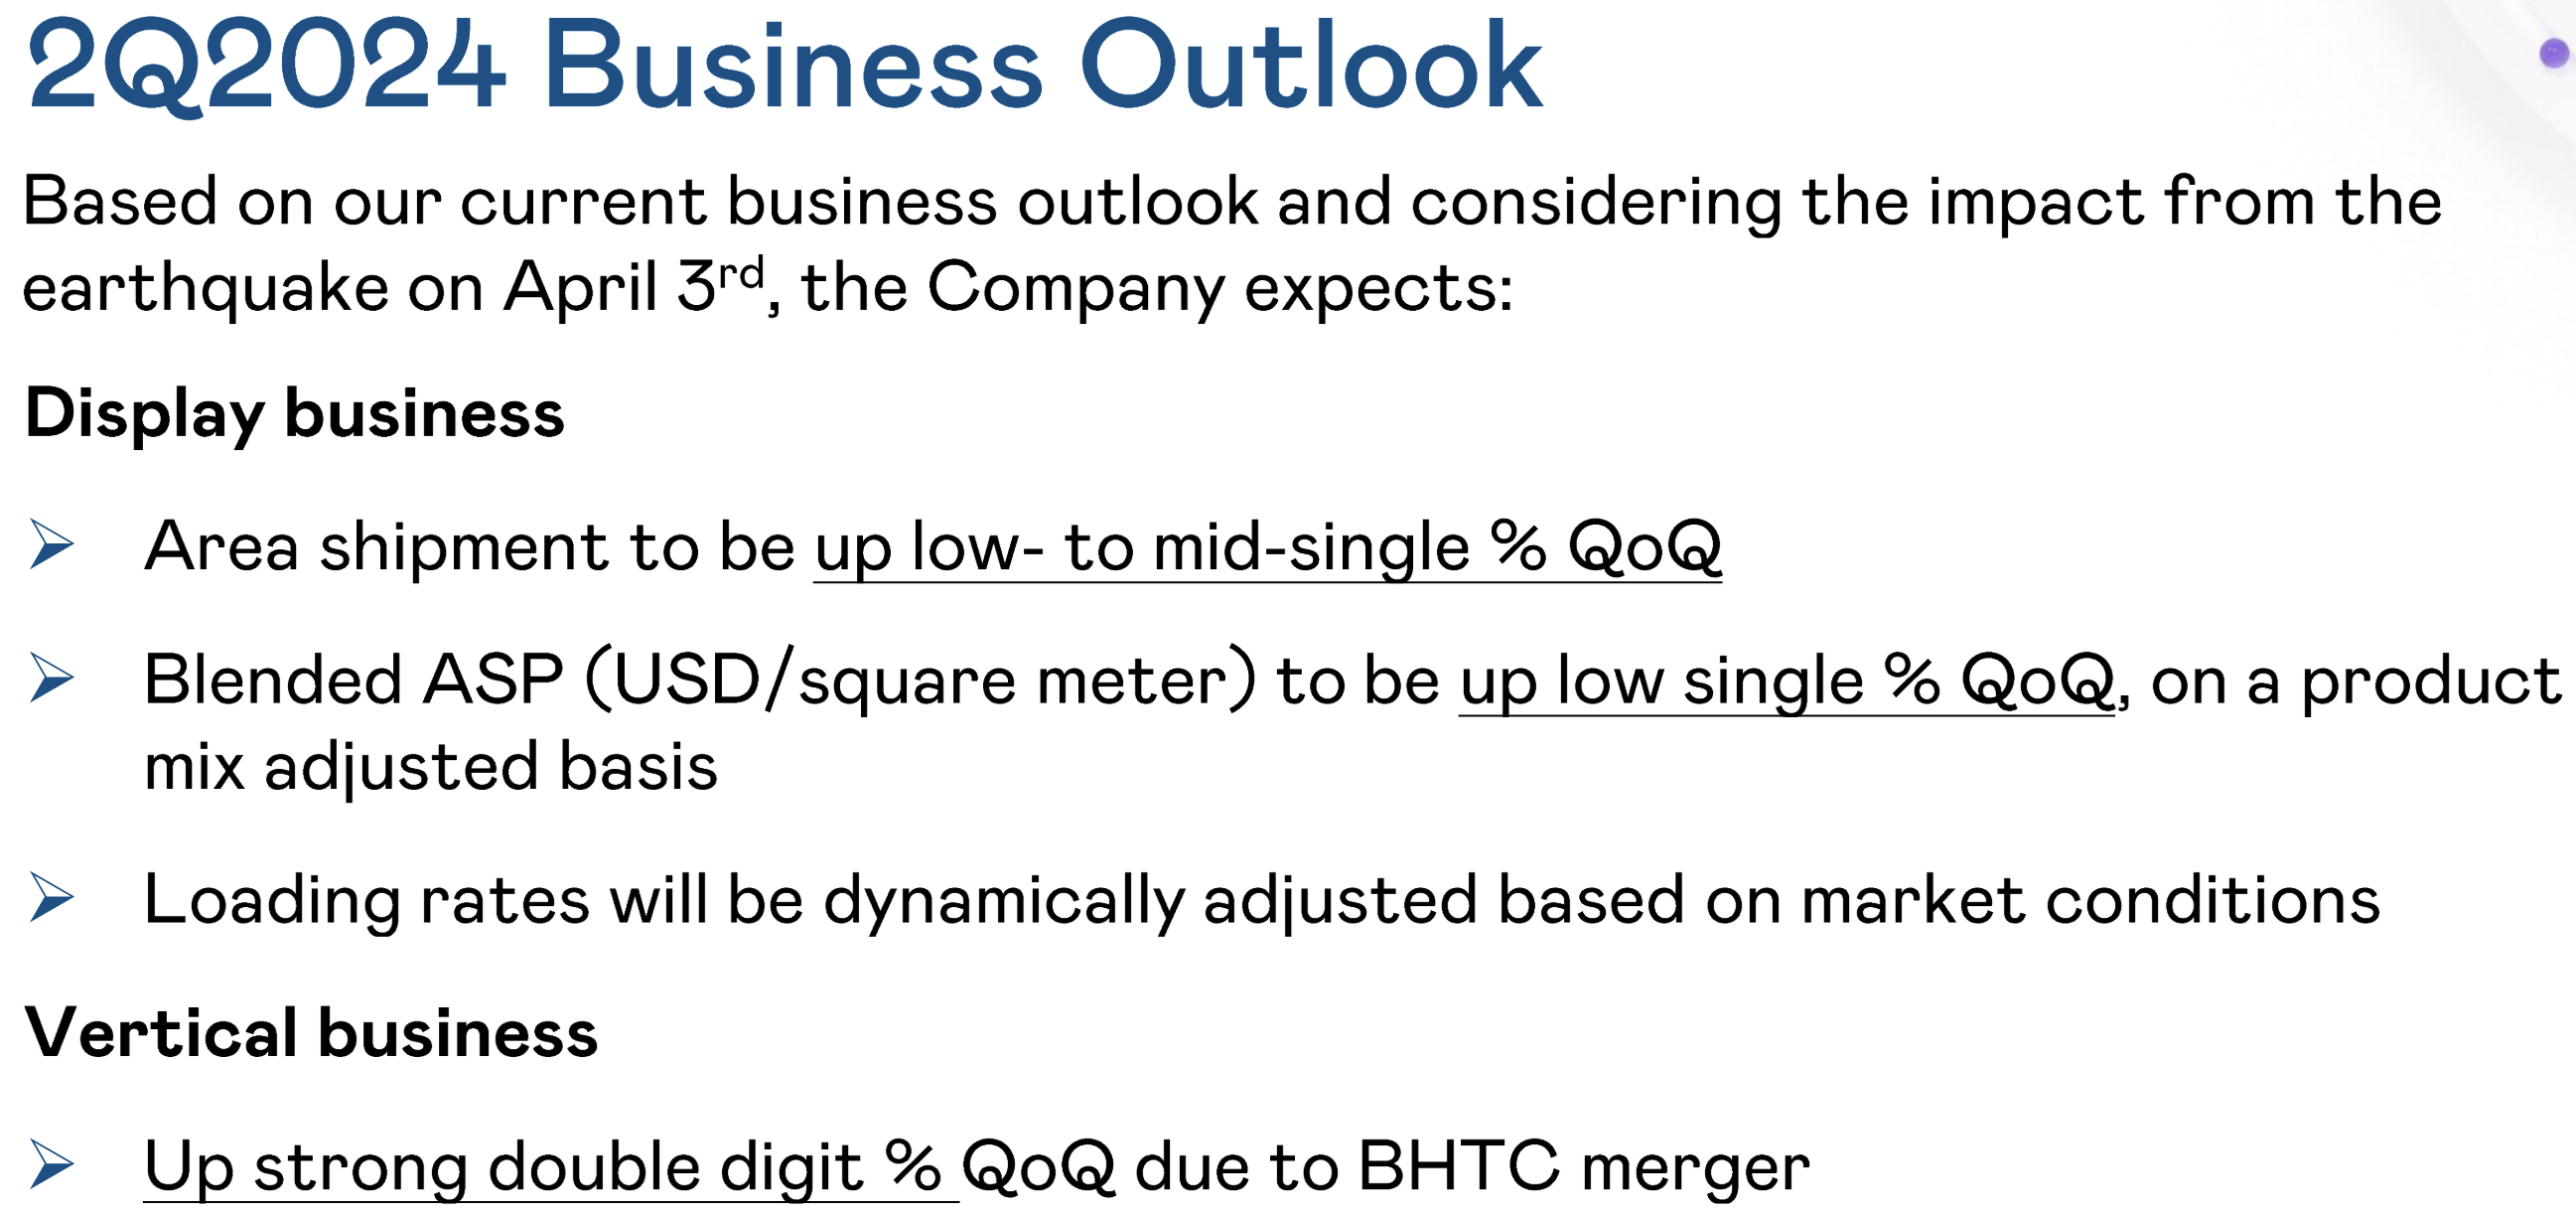 2Q2024 Business Outlook
Based on our current business outlook and considering the impact from the
earthquake on April 3rd, the Company expects:
Display business
➢ Area shipment to be up low- to mid-single % QoQ
➢ Blended ASP (USD/square meter) to be up low single % QoQ, on a product
mix adjusted basis
➢ Loading rates will be dynamically adjusted based on market conditions
Vertical business
➢ Up strong double digit % QoQ due to BHTC merger